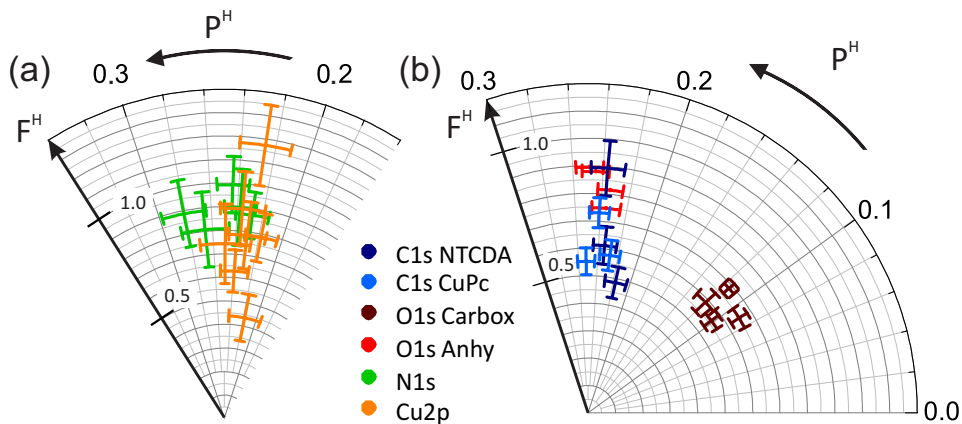 (a)
P^H
0.3
0.2
F^H
1.0
0.5
(b)
P^H
0.3
0.2
0.1
0.0
F^H
1.0
0.5
C1s NTCDA
C1s CuPc
O1s Carbox
O1s Anhy
N1s
Cu2p